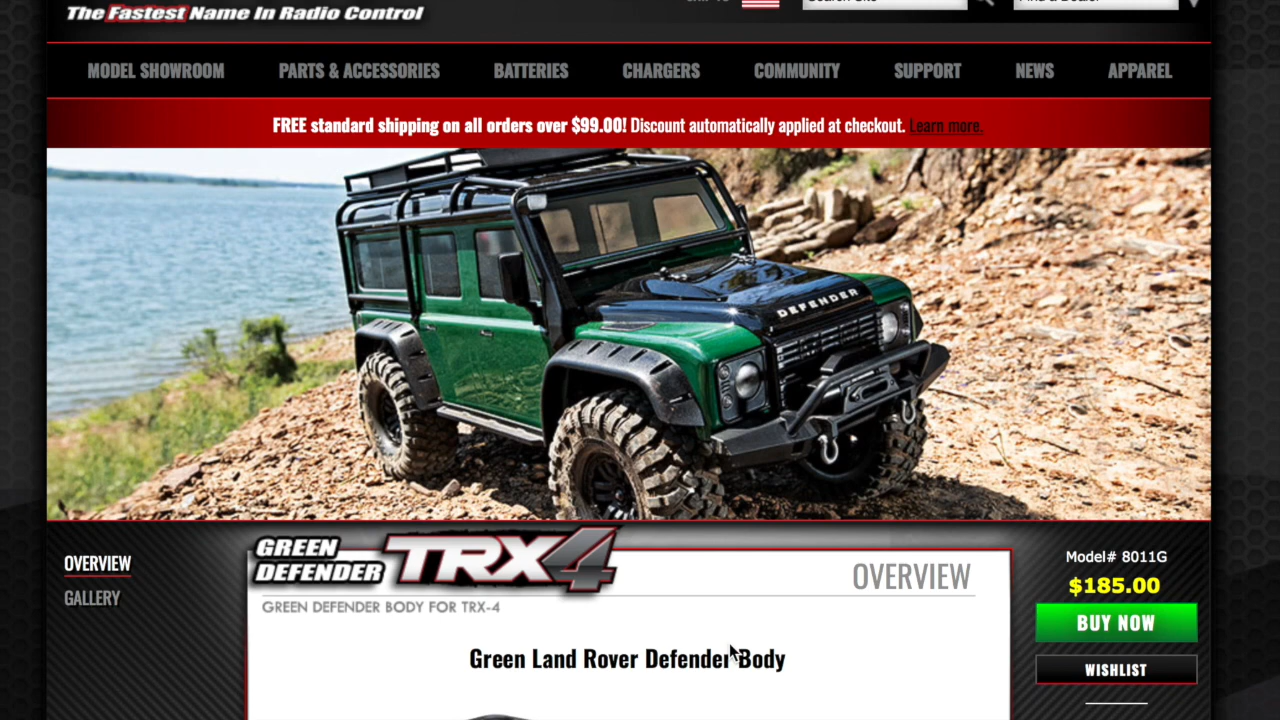 The Fastest Name In Radio Control
MODEL SHOWROOM PARTS & ACCESSORIES BATTERIES CHARGERS COMMUNITY SUPPORT NEWS APPAREL
FREE standard shipping on all orders over $99.00! Discount automatically applied at checkout. Learn more.
DEFENDER
OVERVIEW
GALLERY
GREEN
DEFENDER TRX4
OVERVIEW
GREEN DEFENDER BODY FOR TRX-4
Green Land Rover Defender Body
Model# 8011G
$185.00
BUY NOW
WISHLIST